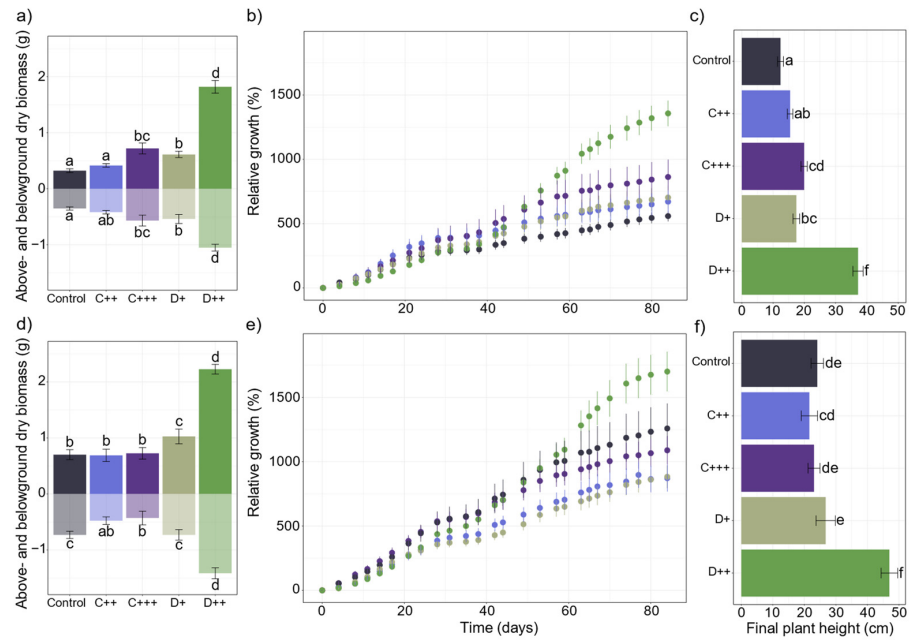 a)
Above- and belowground dry biomass (g)
2
1
0
−1
a
a
bc
b
d
a
ab
bc
b
d
Control C++ C+++ D+ D++
b)
Relative growth (%)
1500
1000
500
0
0 20 40 60 80
c)
Control
C++
C+++
D+
D++
a
ab
cd
bc
f
0 10 20 30 40 50
d)
Above- and belowground dry biomass (g)
2
1
0
−1
b
b
b
c
d
c
ab
a
c
d
Control C++ C+++ D+ D++
e)
Relative growth (%)
1500
1000
500
0
0 20 40 60 80
Time (days)
f)
Control
C++
C+++
D+
D++
de
cd
de
e
f
0 10 20 30 40 50
Final plant height (cm)